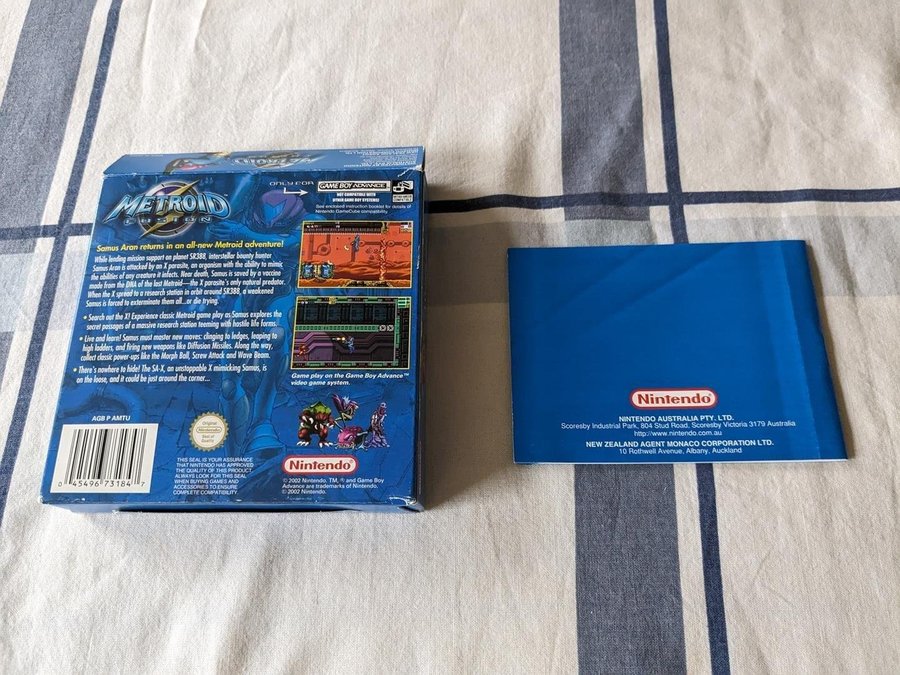 METROID
METROID
FUSION
ONLY FOR
GAME BOY ADVANCE
NOT COMPATIBLE WITH
OTHER GAME BOY SYSTEMS!
See enclosed instruction booklet for details of
Nintendo GameCube compatibility.
Samus Aran returns in an all-new Metroid adventure!
While lending mission support on planet SR388, interstellar bounty hunter
Samus Aran is attacked by an X parasite, an organism with the ability to mimic
the abilities of any creature it infects. Near death, Samus is saved by a vaccine
made from the DNA of the last Metroid—the X parasite's only natural predator.
When the X spread to a research station in orbit around SR388, a weakened
Samus is forced to exterminate them all...or die trying.
• Search out the X! Experience classic Metroid game play as Samus explores the
secret passages of a massive research station teeming with hostile life forms.
• Live and learn! Samus must master new moves: clinging to ledges, leaping to
high ladders, and firing new weapons like Diffusion Missiles. Along the way,
collect classic power-ups like the Morph Ball, Screw Attack and Wave Beam.
• There's nowhere to hide! The SA-X, an unstoppable X mimicking Samus, is
on the loose, and it could be just around the corner...
Game play on the Game Boy Advance™
video game system.
AGB P AMTU
Original
Nintendo
Seal of
Quality
0 45496 73184 7
THIS SEAL IS YOUR ASSURANCE
THAT NINTENDO HAS APPROVED
THE QUALITY OF THIS PRODUCT.
ALWAYS LOOK FOR THIS SEAL
WHEN BUYING GAMES AND
ACCESSORIES TO ENSURE
COMPLETE COMPATIBILITY.
Nintendo®
© 2002 Nintendo. TM, ® and Game Boy
Advance are trademarks of Nintendo.
© 2002 Nintendo.
Nintendo®
NINTENDO AUSTRALIA PTY. LTD.
Scoresby Industrial Park, 804 Stud Road, Scoresby Victoria 3179 Australia
http://www.nintendo.com.au
NEW ZEALAND AGENT MONACO CORPORATION LTD.
10 Rothwell Avenue, Albany, Auckland